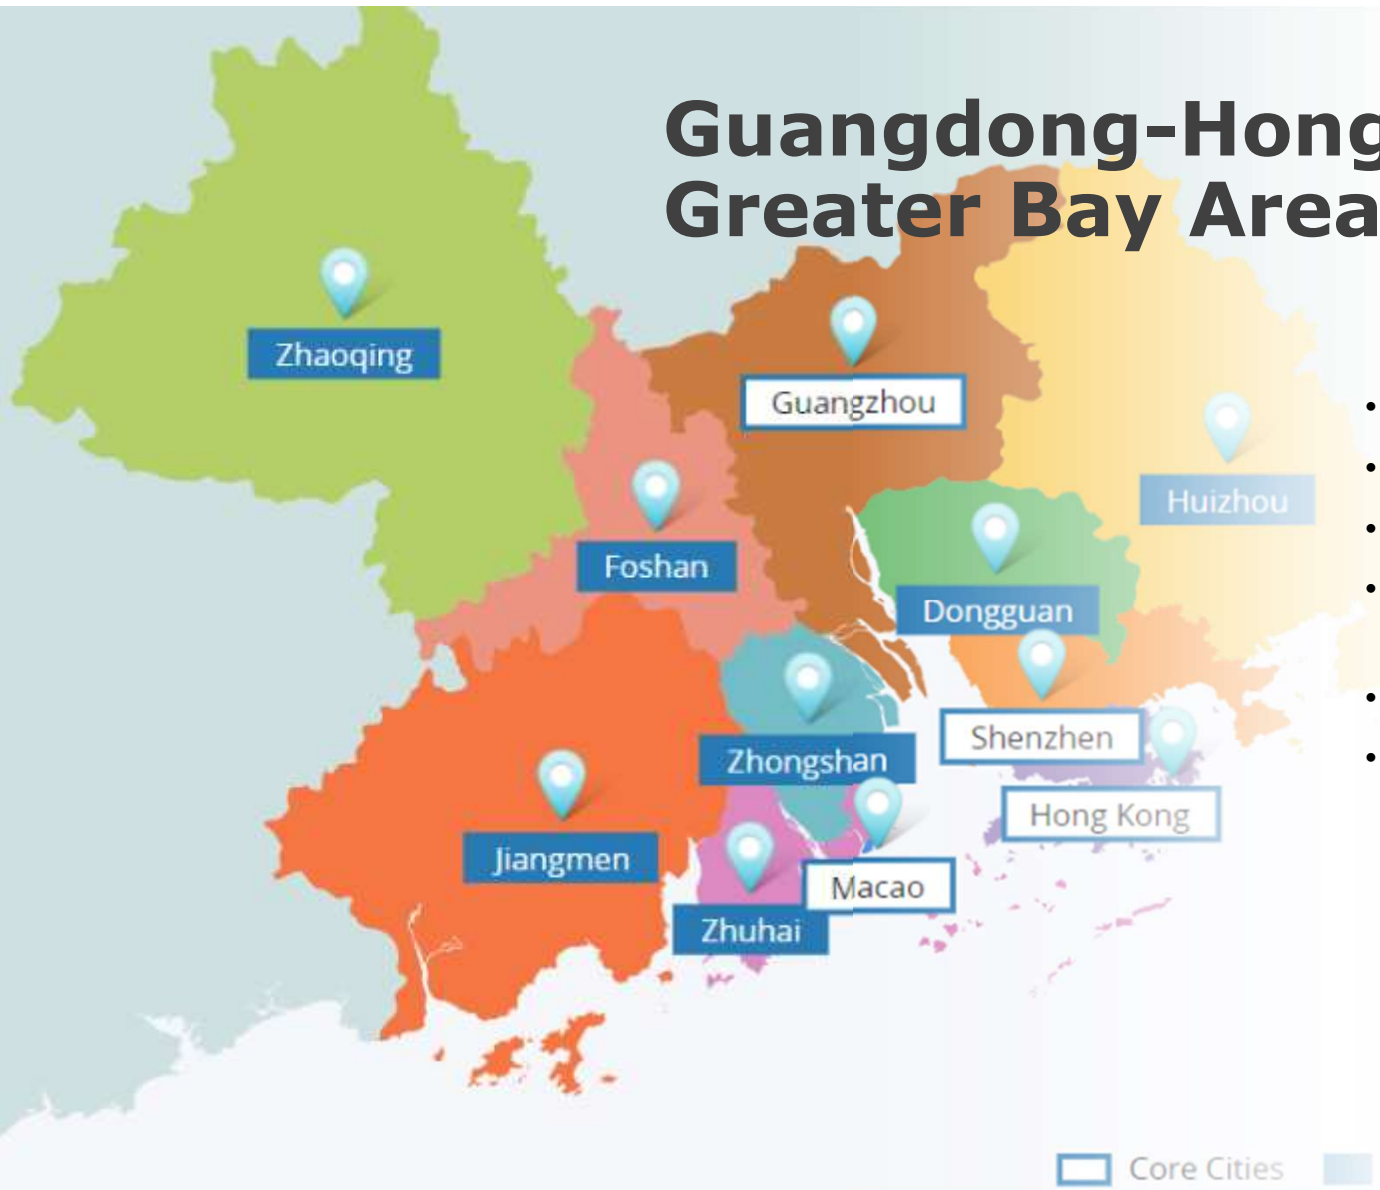 Guangdong-Hong
Greater Bay Area
Zhaoqing
Guangzhou
Huizhou
Foshan
Dongguan
Shenzhen
Zhongshan
Hong Kong
Jiangmen
Macao
Zhuhai
•
•
•
•
•
•
Core Cities